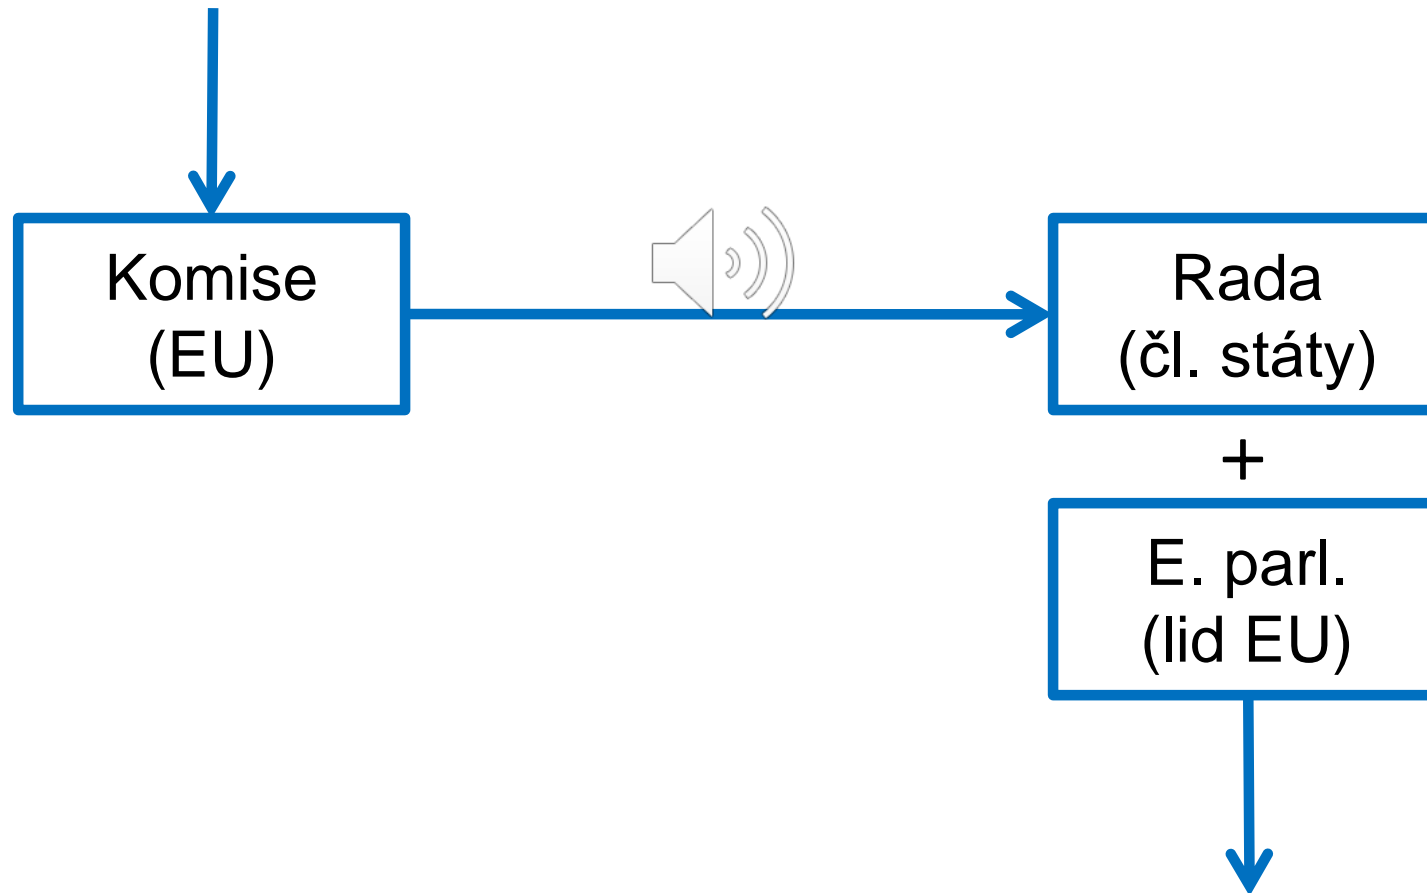 Komise
(EU)
Rada
(čl. státy)
+
E. parl.
(lid EU)